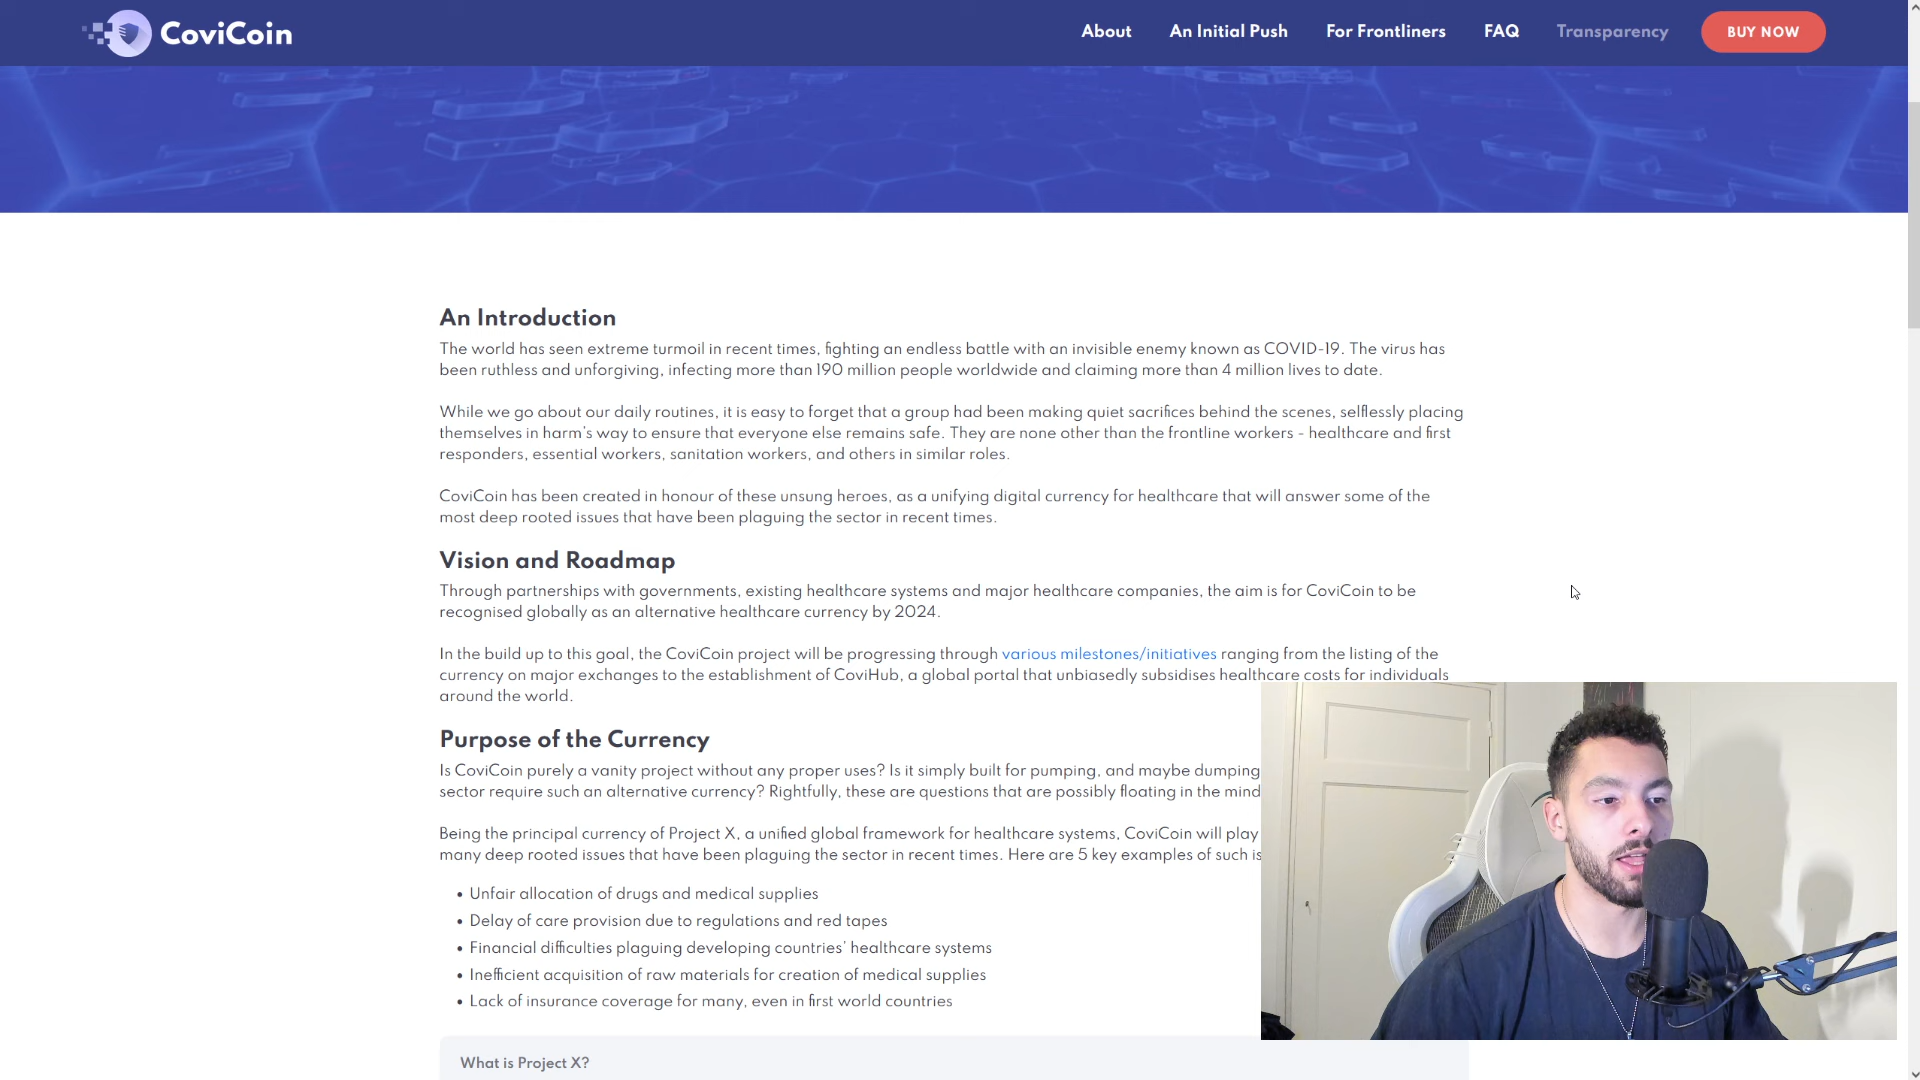 CoviCoin
About An Initial Push For Frontliners FAQ Transparency BUY NOW
An Introduction
The world has seen extreme turmoil in recent times, fighting an endless battle with an invisible enemy known as COVID-19. The virus has
been ruthless and unforgiving, infecting more than 190 million people worldwide and claiming more than 4 million lives to date.
While we go about our daily routines, it is easy to forget that a group had been making quiet sacrifices behind the scenes, selflessly placing
themselves in harm's way to ensure that everyone else remains safe. They are none other than the frontline workers - healthcare and first
responders, essential workers, sanitation workers, and others in similar roles.
CoviCoin has been created in honour of these unsung heroes, as a unifying digital currency for healthcare that will answer some of the
most deep rooted issues that have been plaguing the sector in recent times.
Vision and Roadmap
Through partnerships with governments, existing healthcare systems and major healthcare companies, the aim is for CoviCoin to be
recognised globally as an alternative healthcare currency by 2024.
In the build up to this goal, the CoviCoin project will be progressing through various milestones/initiatives ranging from the listing of the
currency on major exchanges to the establishment of CoviHub, a global portal that unbiasedly subsidises healthcare costs for individuals
around the world.
Purpose of the Currency
Is CoviCoin purely a vanity project without any proper uses? Is it simply built for pumping, and maybe dumping
sector require such an alternative currency? Rightfully, these are questions that are possibly floating in the mind
Being the principal currency of Project X, a unified global framework for healthcare systems, CoviCoin will play
many deep rooted issues that have been plaguing the sector in recent times. Here are 5 key examples of such is
• Unfair allocation of drugs and medical supplies
• Delay of care provision due to regulations and red tapes
• Financial difficulties plaguing developing countries' healthcare systems
• Inefficient acquisition of raw materials for creation of medical supplies
• Lack of insurance coverage for many, even in first world countries
What is Project X?